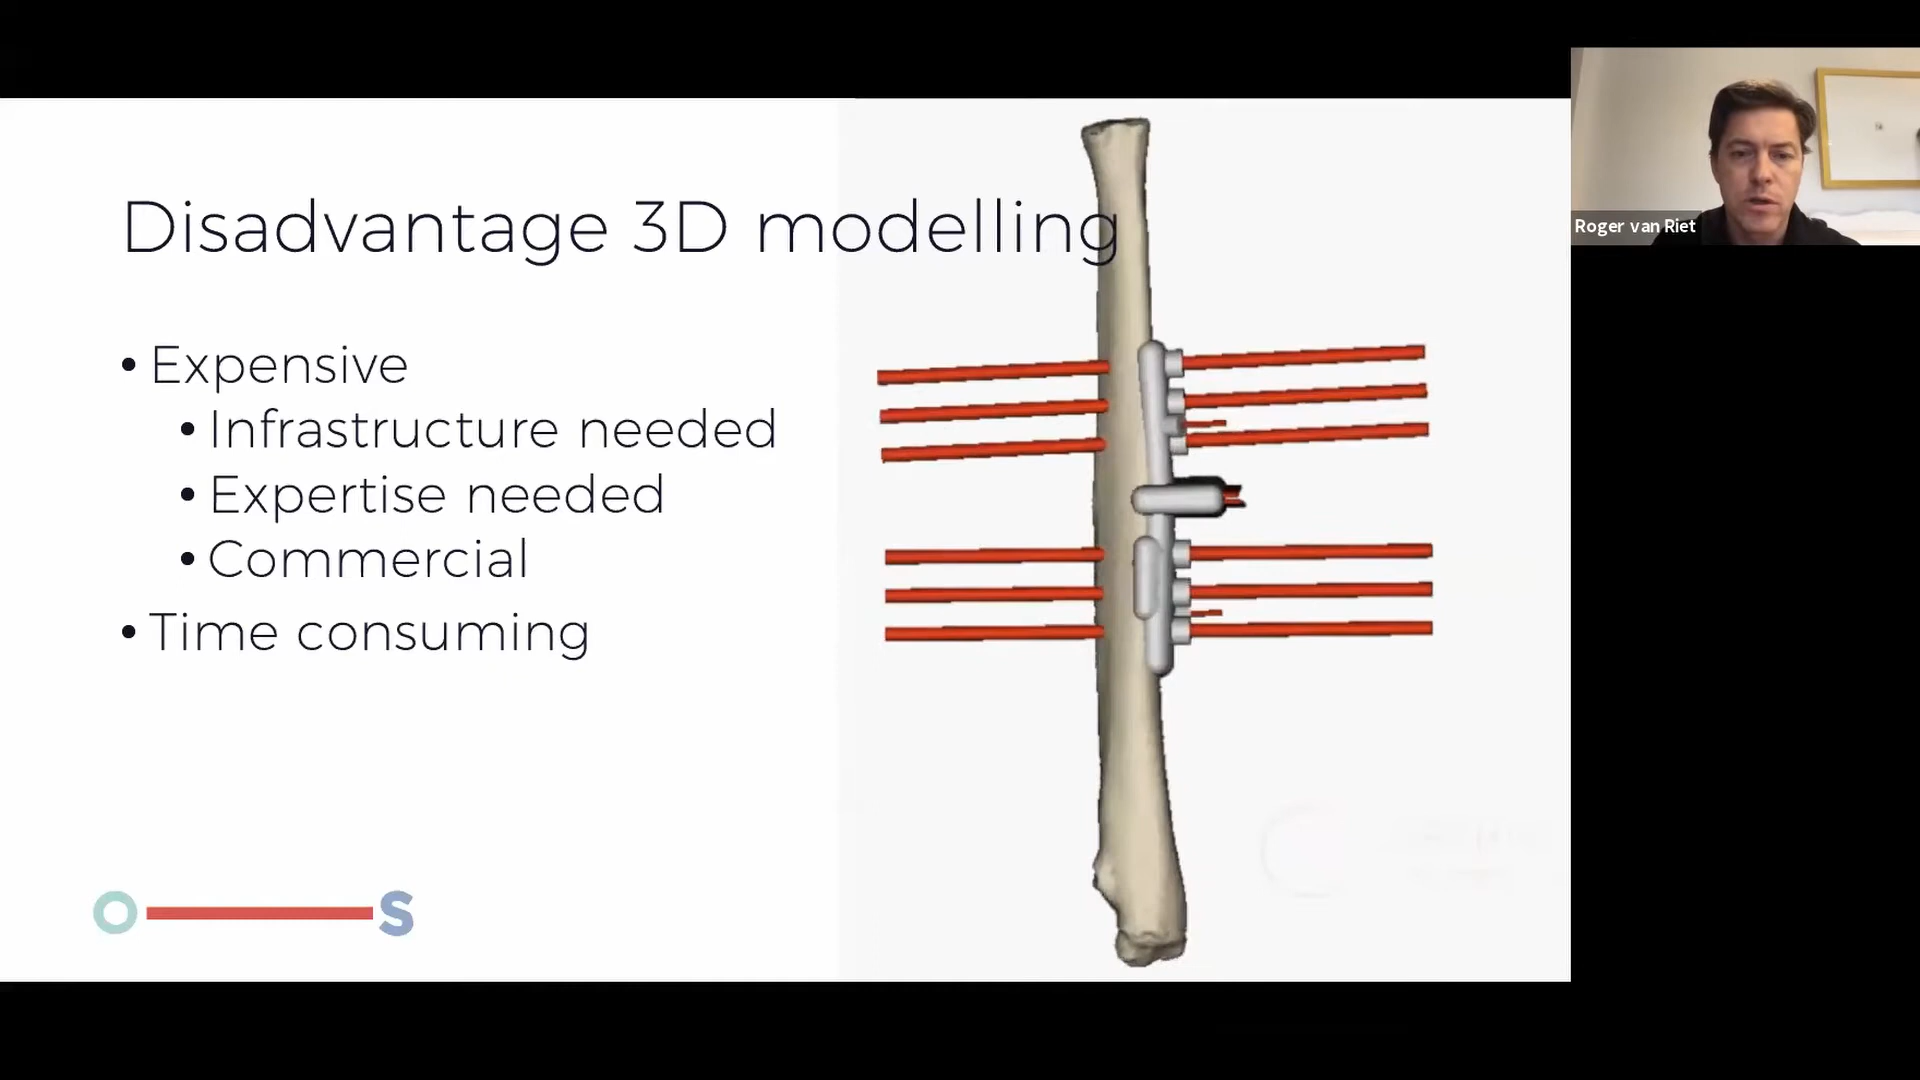 Disadvantage 3D modelling
• Expensive
• Infrastructure needed
• Expertise needed
• Commercial
• Time consuming
O S
Roger van Riet